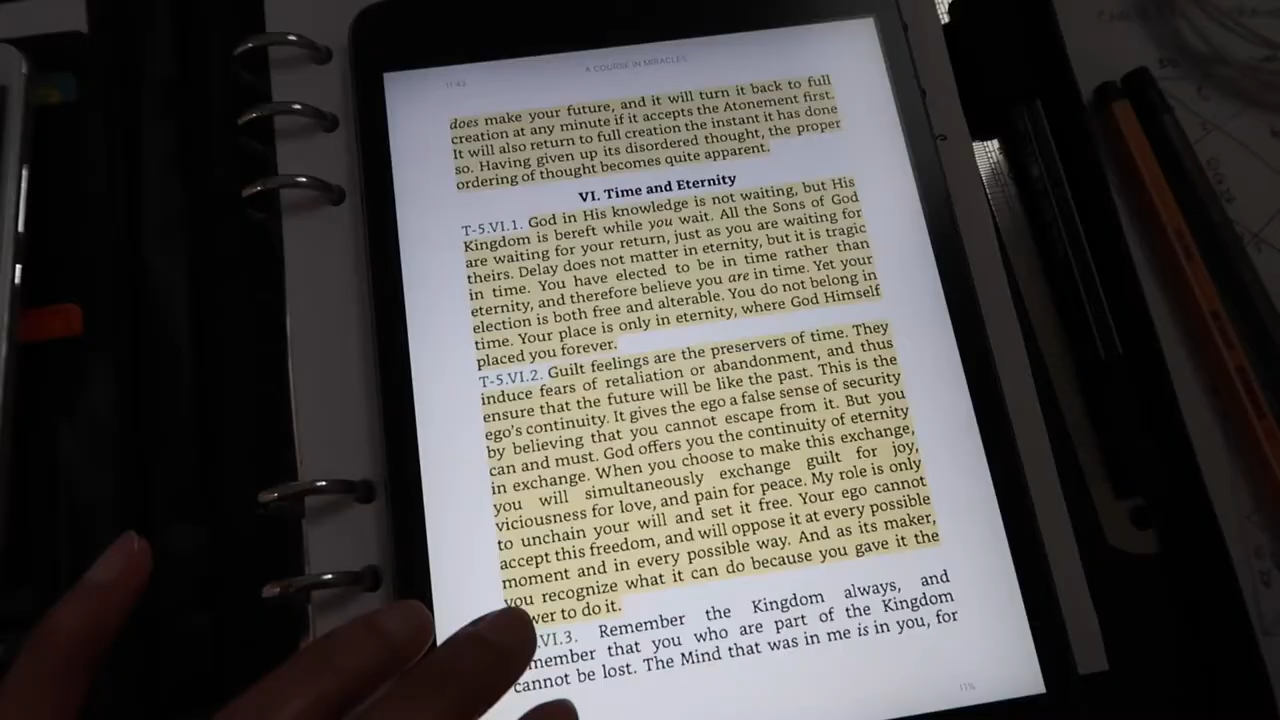 11:42
A COURSE IN MIRACLES
does make your future, and it will turn it back to full
creation at any minute if it accepts the Atonement first.
It will also return to full creation the instant it has done
so. Having given up its disordered thought, the proper
ordering of thought becomes quite apparent.
VI. Time and Eternity
T-5.VI.1. God in His knowledge is not waiting, but His
Kingdom is bereft while you wait. All the Sons of God
are waiting for your return, just as you are waiting for
theirs. Delay does not matter in eternity, but it is tragic
in time. You have elected to be in time rather than
eternity, and therefore believe you are in time. Yet your
election is both free and alterable. You do not belong in
time. Your place is only in eternity, where God Himself
placed you forever.
T-5.VI.2. Guilt feelings are the preservers of time. They
induce fears of retaliation or abandonment, and thus
ensure that the future will be like the past. This is the
ego's continuity. It gives the ego a false sense of security
by believing that you cannot escape from it. But you
can and must. God offers you the continuity of eternity
in exchange. When you choose to make this exchange,
you will simultaneously exchange guilt for joy,
viciousness for love, and pain for peace. My role is only
to unchain your will and set it free. Your ego cannot
accept this freedom, and will oppose it at every possible
moment and in every possible way. And as its maker,
you recognize what it can do because you gave it the
wer to do it.
.VI.3. Remember the Kingdom always, and
member that you who are part of the Kingdom
cannot be lost. The Mind that was in me is in you, for
11%